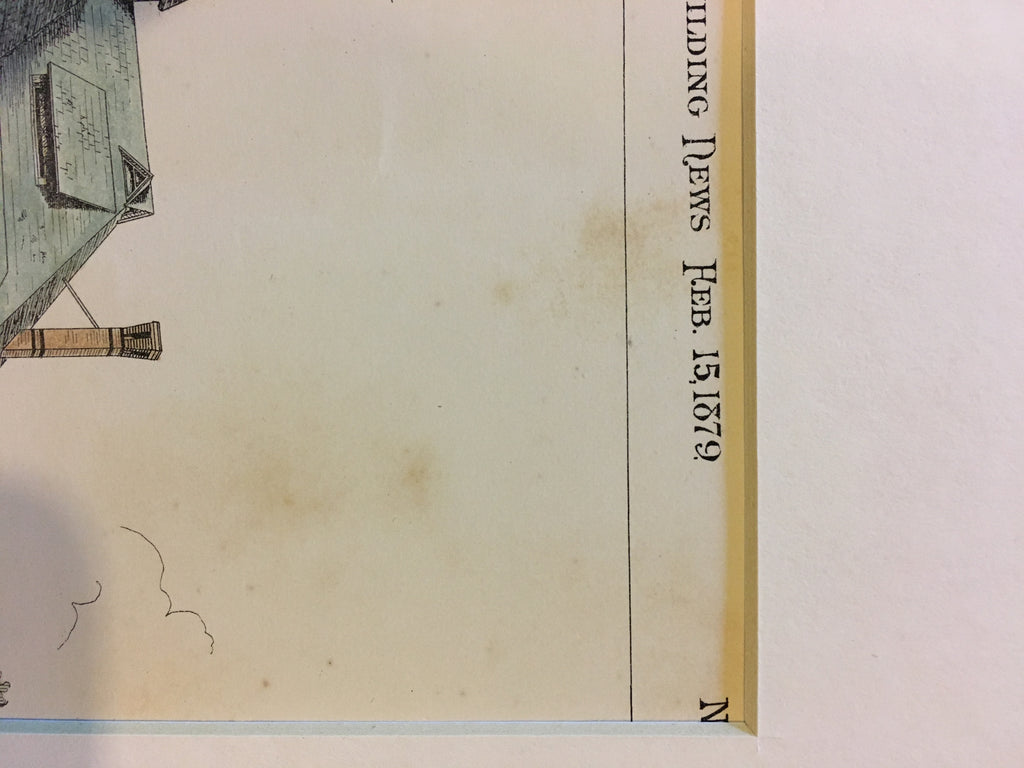 ILDING NEWS FEB. 15, 1879.
N